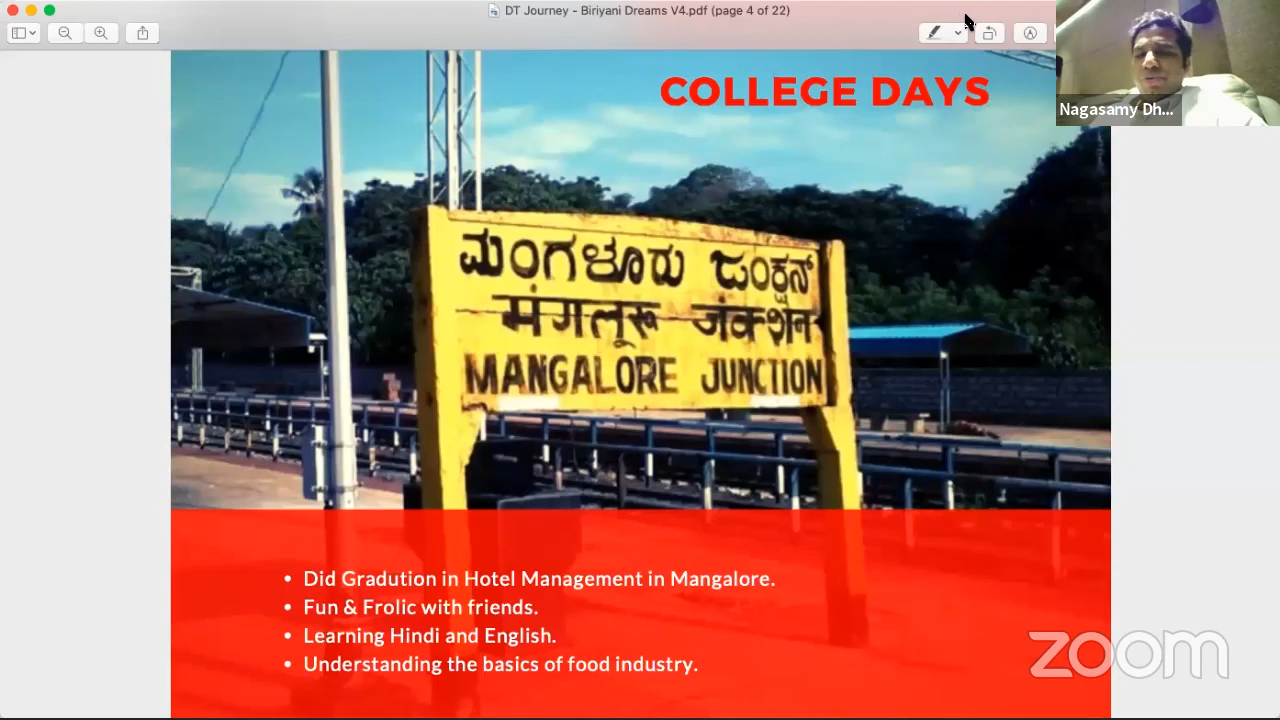 DT Journey - Biriyani Dreams V4.pdf (page 4 of 22)
COLLEGE DAYS
Nagasamy Dh...
ಮಂಗಳೂರು ಜಂಕ್ಷನ್
मंगलूरू जंक्शन
MANGALORE JUNCTION
• Did Gradution in Hotel Management in Mangalore.
• Fun & Frolic with friends.
• Learning Hindi and English.
• Understanding the basics of food industry.
zoom